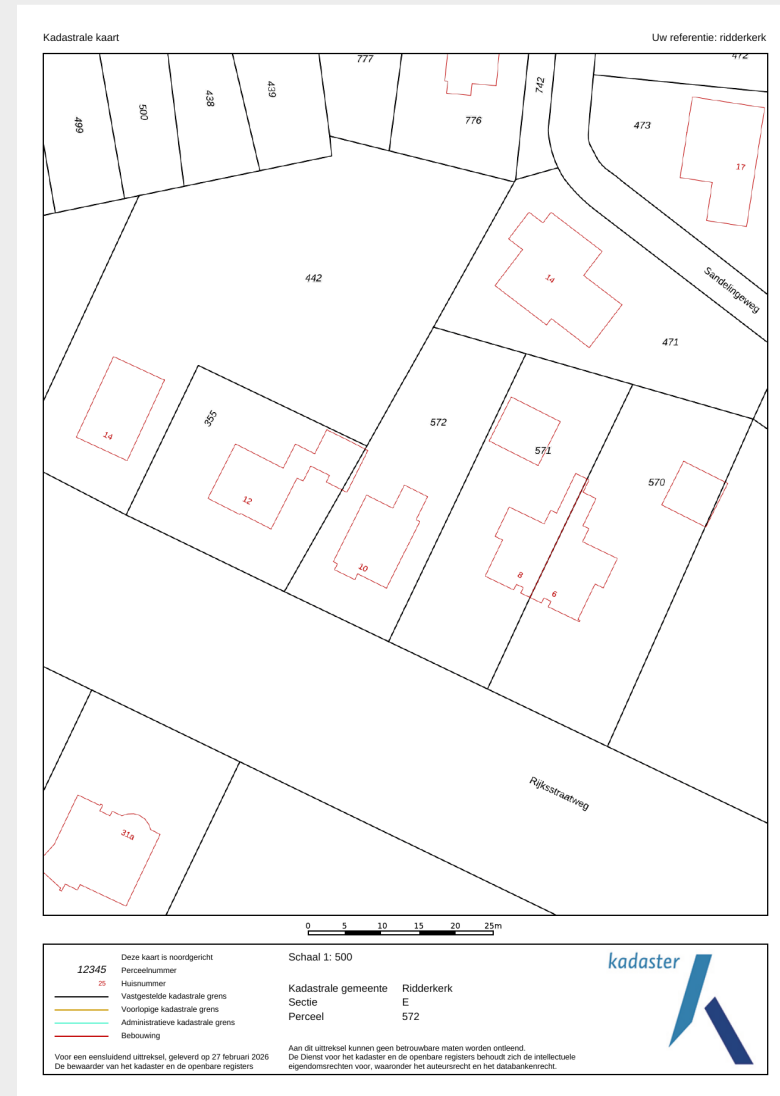 Kadastrale kaart
Uw referentie: ridderkerk
777
472
742
439
438
500
499
776
473
17
14
442
Sandelingeweg
471
572
355
571
570
14
12
10
8
6
Rijksstraatweg
31a
0 5 10 15 20 25m
Deze kaart is noordgericht
12345 Perceelnummer
25 Huisnummer
Vastgestelde kadastrale grens
Voorlopige kadastrale grens
Administratieve kadastrale grens
Bebouwing
Voor een eensluidend uittreksel, geleverd op 27 februari 2026
De bewaarder van het kadaster en de openbare registers
Schaal 1: 500
Kadastrale gemeente Ridderkerk
Sectie E
Perceel 572
Aan dit uittreksel kunnen geen betrouwbare maten worden ontleend.
De Dienst voor het kadaster en de openbare registers behoudt zich de intellectuele
eigendomsrechten voor, waaronder het auteursrecht en het databankenrecht.
kadaster